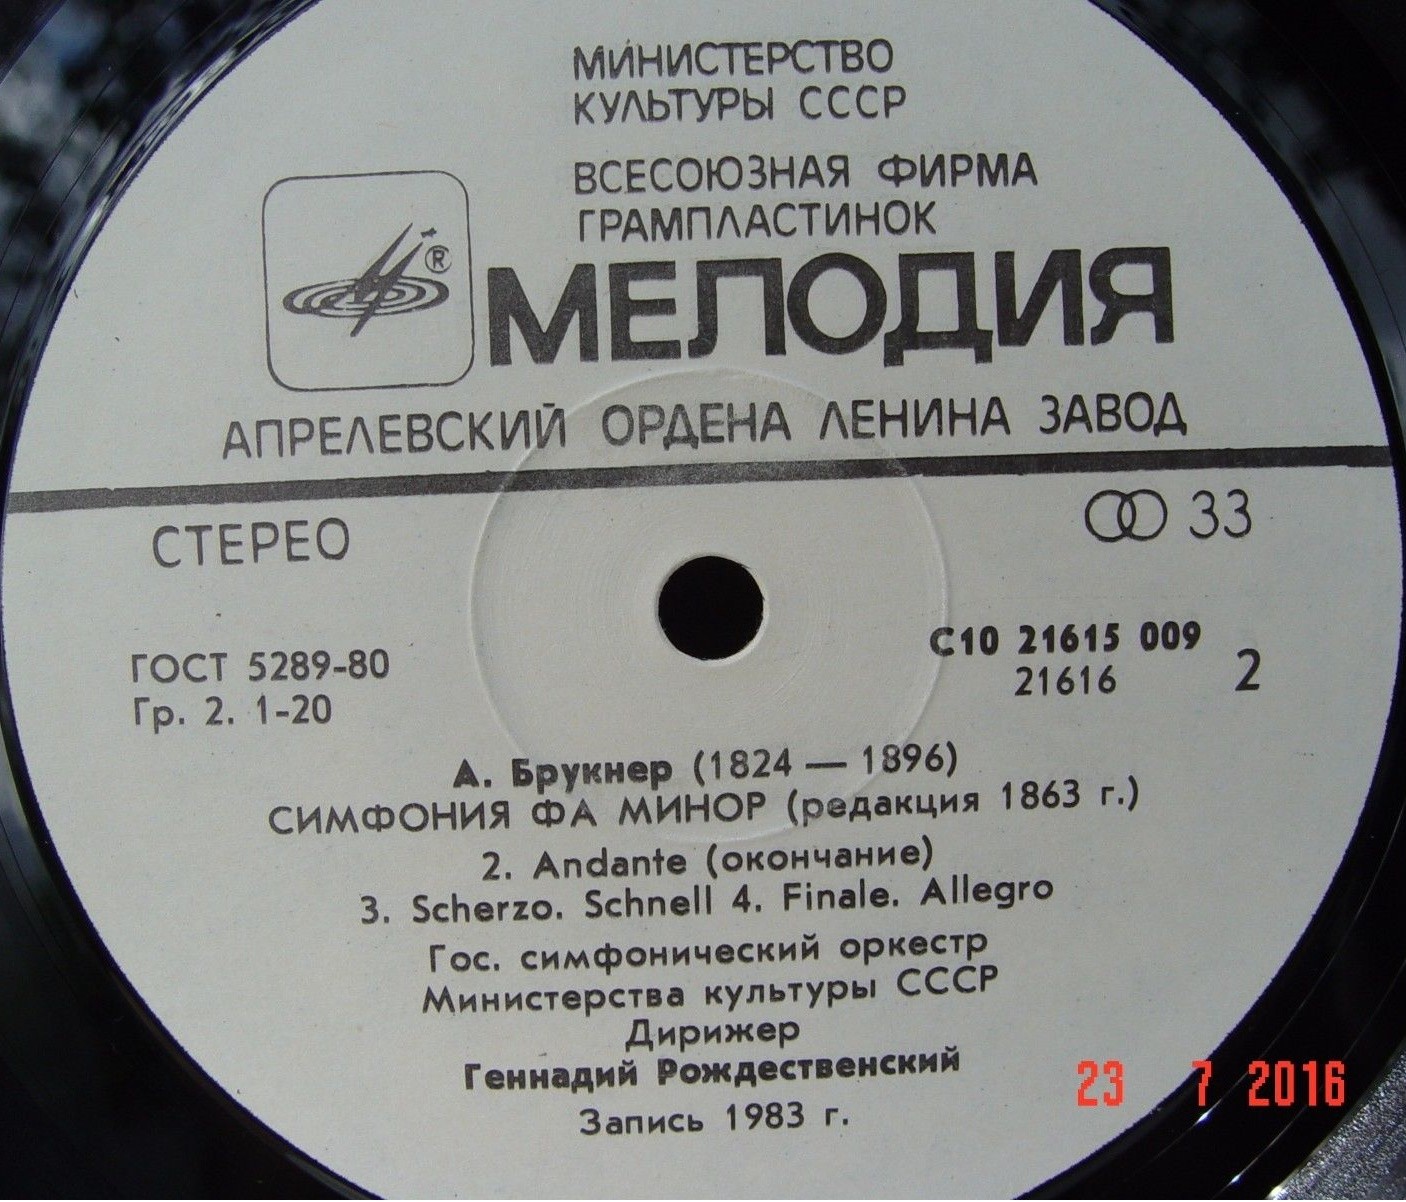 МИНИСТЕРСТВО
КУЛЬТУРЫ СССР
ВСЕСОЮЗНАЯ ФИРМА
ГРАМПЛАСТИНОК
®
МЕЛОДИЯ
АПРЕЛЕВСКИЙ ОРДЕНА ЛЕНИНА ЗАВОД
СТЕРЕО
33
ГОСТ 5289-80
Гр. 2. 1-20
С10 21615 009
21616
2
А. Брукнер (1824 — 1896)
СИМФОНИЯ ФА МИНОР (редакция 1863 г.)
2. Andante (окончание)
3. Scherzo. Schnell 4. Finale. Allegro
Гос. симфонический оркестр
Министерства культуры СССР
Дирижер
Геннадий Рождественский
Запись 1983 г.
23 7 2016